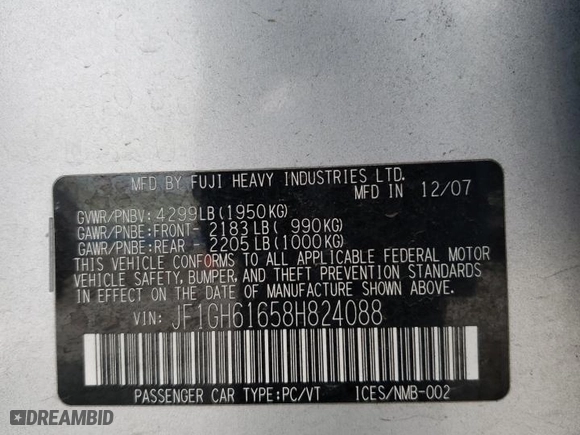 MFD BY FUJI HEAVY INDUSTRIES LTD.
MFD IN 12/07
GVWR/PNBV: 4299LB(1950KG)
GAWR/PNBE:FRONT- 2183LB( 990KG)
GAWR/PNBE:REAR - 2205LB(1000KG)
THIS VEHICLE CONFORMS TO ALL APPLICABLE FEDERAL MOTOR
VEHICLE SAFETY, BUMPER, AND THEFT PREVENTION STANDARDS
IN EFFECT ON THE DATE OF MANUFACTURE SHOWN ABOVE.
VIN: JF1GH61658H824088
PASSENGER CAR TYPE:PC/VT ICES/NMB-002
DREAMBID